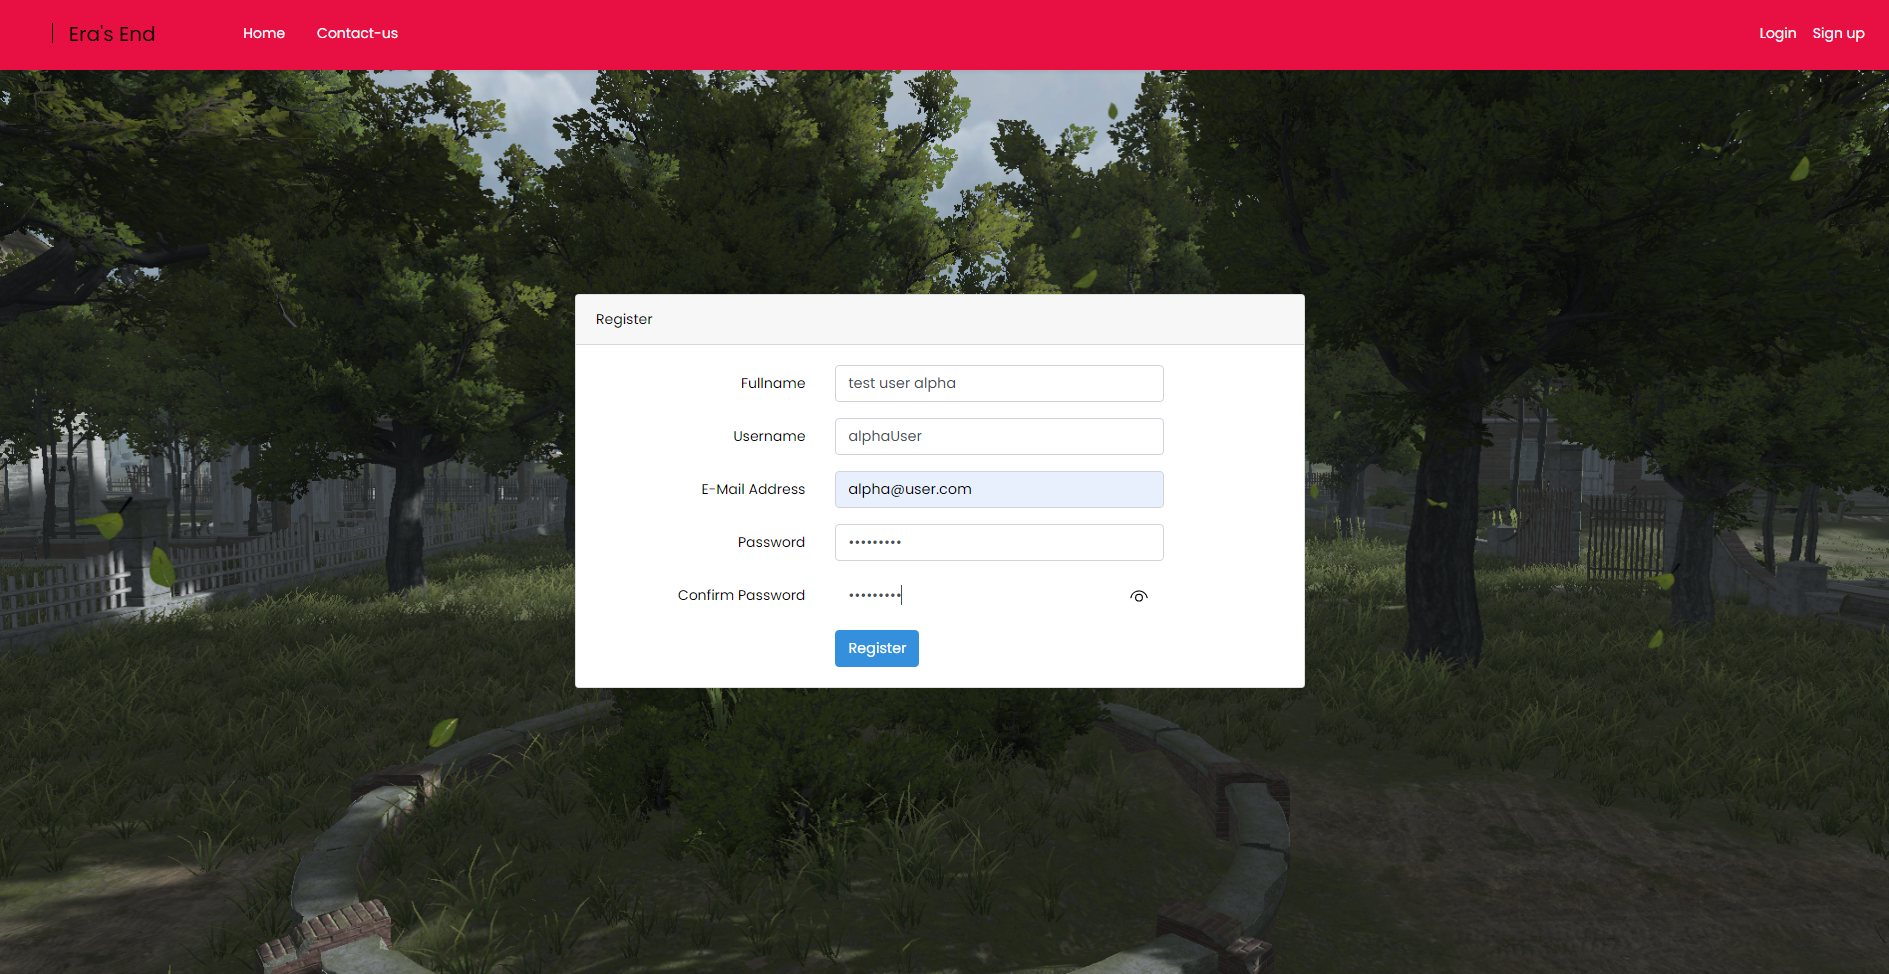 Era's End
Home
Contact-us
Login
Sign up
Register
Fullname
test user alpha
Username
alphaUser
E-Mail Address
alpha@user.com
Password
•••••••••
Confirm Password
•••••••••
Register